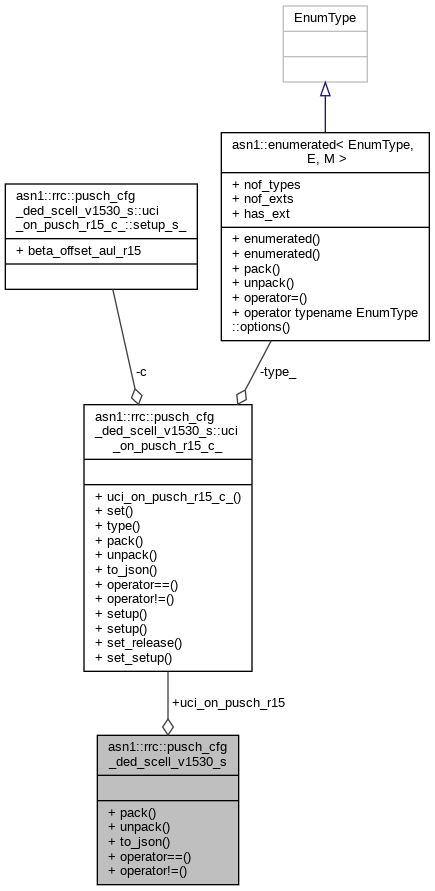 EnumType
asn1::enumerated< EnumType,
E, M >
+ nof_types
+ nof_exts
+ has_ext
+ enumerated()
+ enumerated()
+ pack()
+ unpack()
+ operator=()
+ operator typename EnumType
::options()
asn1::rrc::pusch_cfg
_ded_scell_v1530_s::uci
_on_pusch_r15_c_::setup_s_
+ beta_offset_aul_r15
-c
-type_
asn1::rrc::pusch_cfg
_ded_scell_v1530_s::uci
_on_pusch_r15_c_
+ uci_on_pusch_r15_c_()
+ set()
+ type()
+ pack()
+ unpack()
+ to_json()
+ operator==()
+ operator!=()
+ setup()
+ setup()
+ set_release()
+ set_setup()
+uci_on_pusch_r15
asn1::rrc::pusch_cfg
_ded_scell_v1530_s
+ pack()
+ unpack()
+ to_json()
+ operator==()
+ operator!=()